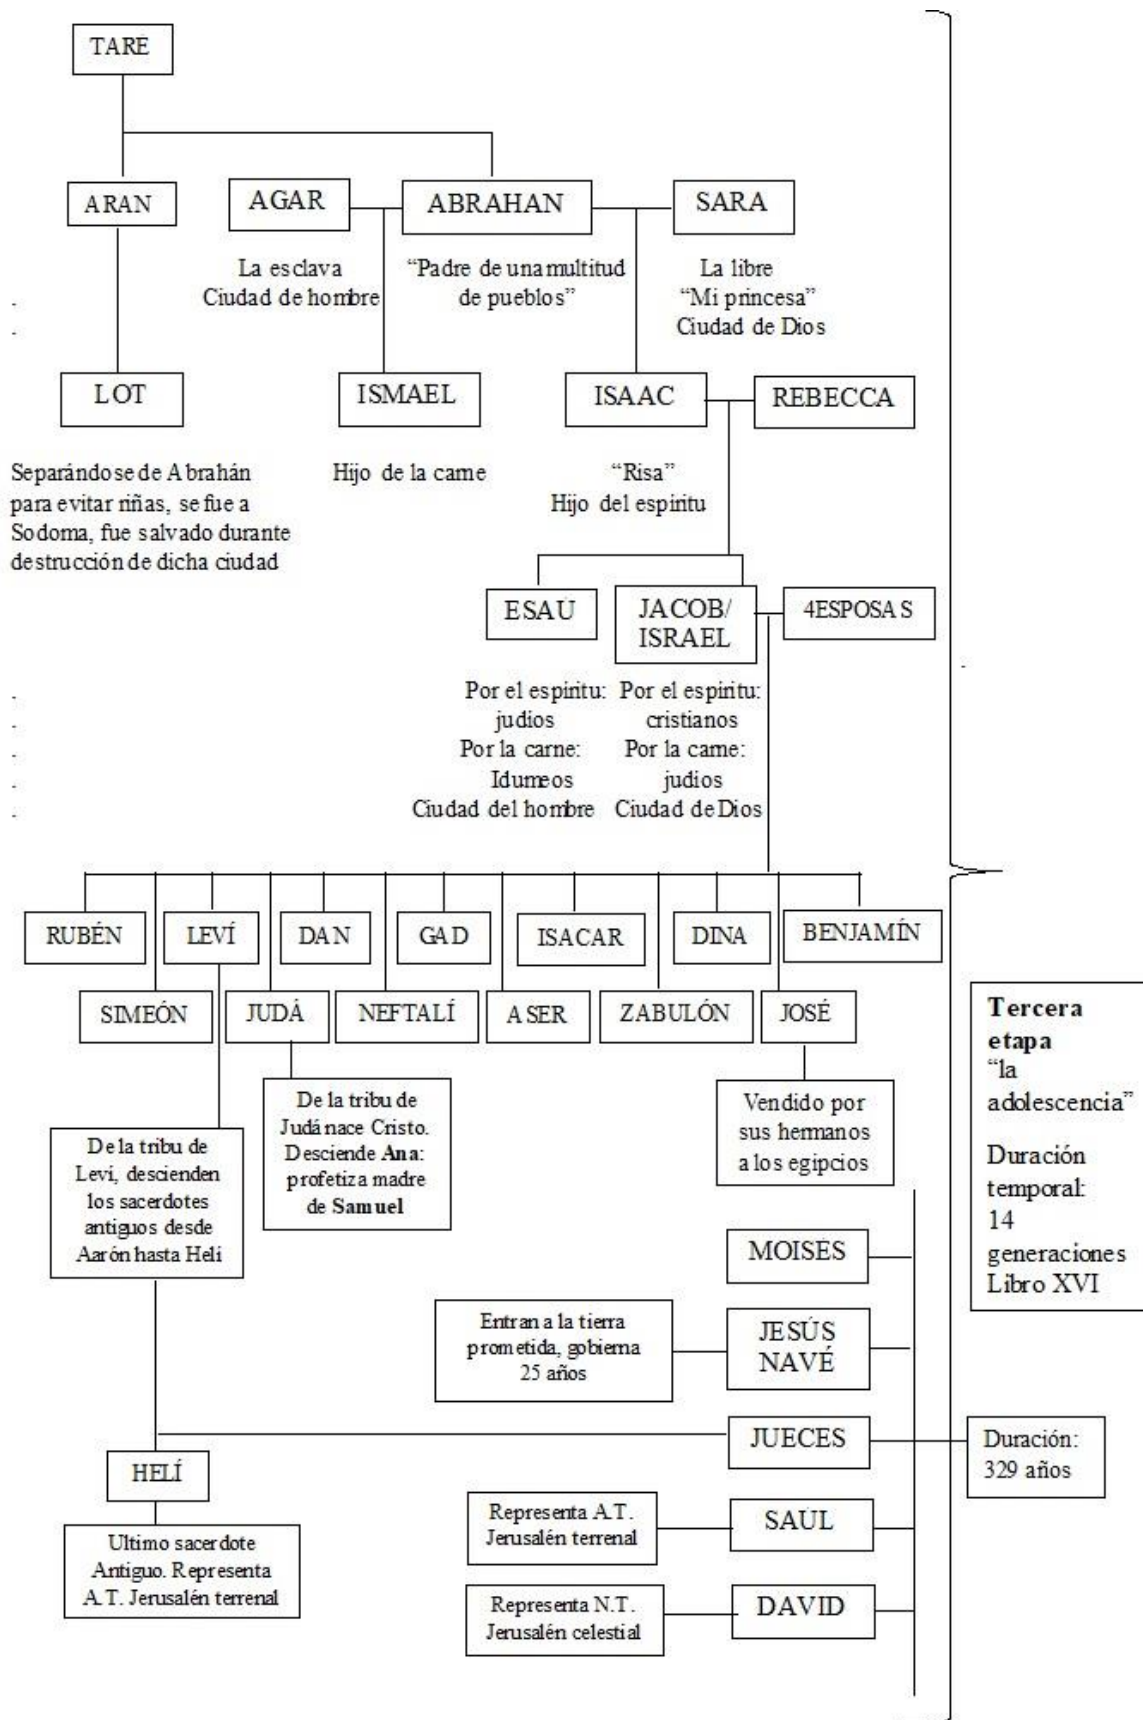 TARÉ
ARAN
AGAR
ABRAHAN
SARA
La esclava
Ciudad de hombre
“Padre de una multitud
de pueblos”
La libre
“Mi princesa”
Ciudad de Dios
LOT
ISMAEL
ISAAC
REBECCA
Separándose de Abrahán
para evitar riñas, se fue a
Sodoma, fue salvado durante
destrucción de dicha ciudad
Hijo de la carne
“Risa”
Hijo del espíritu
ESAÚ
JACOB/
ISRAEL
4ESPOSAS
Por el espiritu:
judíos
Por la carne:
Idumeos
Ciudad del hombre
Por el espiritu:
cristianos
Por la carne:
judios
Ciudad de Dios
RUBÉN
LEVÍ
DAN
GAD
ISACAR
DINA
BENJAMÍN
SIMEÓN
JUDÁ
NEFTALÍ
ASER
ZABULÓN
JOSÉ
De la tribu de
Leví, descienden
los sacerdotes
antiguos desde
Aarón hasta Helí
De la tribu de
Judá nace Cristo.
Desciende Ana:
profetiza madre
de Samuel
Vendido por
sus hermanos
a los egipcios
Tercera
etapa
“la
adolescencia”
Duración
temporal:
14
generaciones
Libro XVI
MOISÉS
Entran a la tierra
prometida, gobierna
25 años
JESÚS
NAVÉ
JUECES
Duración:
329 años
HELÍ
Ultimo sacerdote
Antiguo. Representa
A.T. Jerusalén terrenal
Representa A.T.
Jerusalén terrenal
SAÚL
Representa N.T.
Jerusalén celestial
DAVID